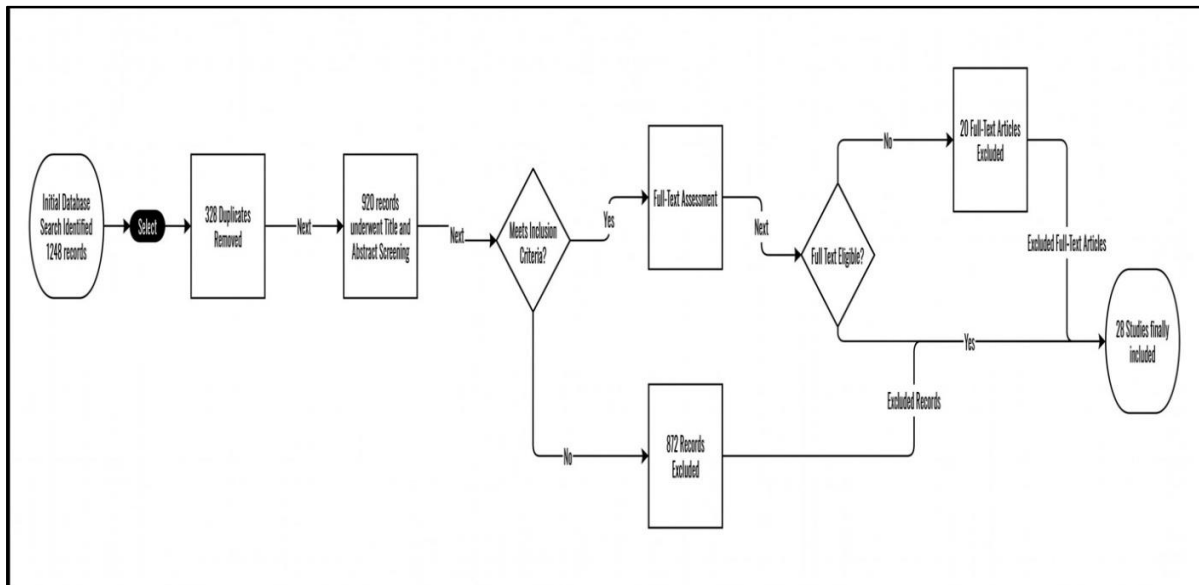 Initial Database
Search Identified
1248 records
Select
328 Duplicates
Removed
Next
920 records
underwent Title and
Abstract Screening
Next
Meets Inclusion
Criteria?
Yes
Full-Text Assessment
Next
Full Text Eligible?
No
20 Full-Text Articles
Excluded
Excluded Full-Text Articles
Yes
28 Studies finally
included
No
872 Records
Excluded
Excluded Records